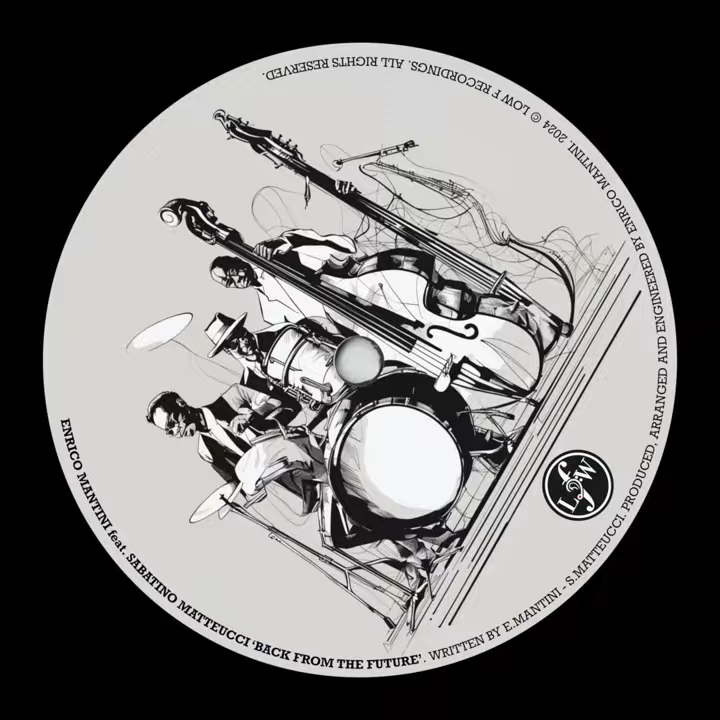 ENRICO MANTINI feat. SABATINO MATTEUCCI ‘BACK FROM THE FUTURE’. WRITTEN BY E.MANTINI - S.MATTEUCCI. PRODUCED, ARRANGED AND ENGINEERED BY ENRICO MANTINI. 2024 © LOW F RECORDINGS. ALL RIGHTS RESERVED.
LOW f